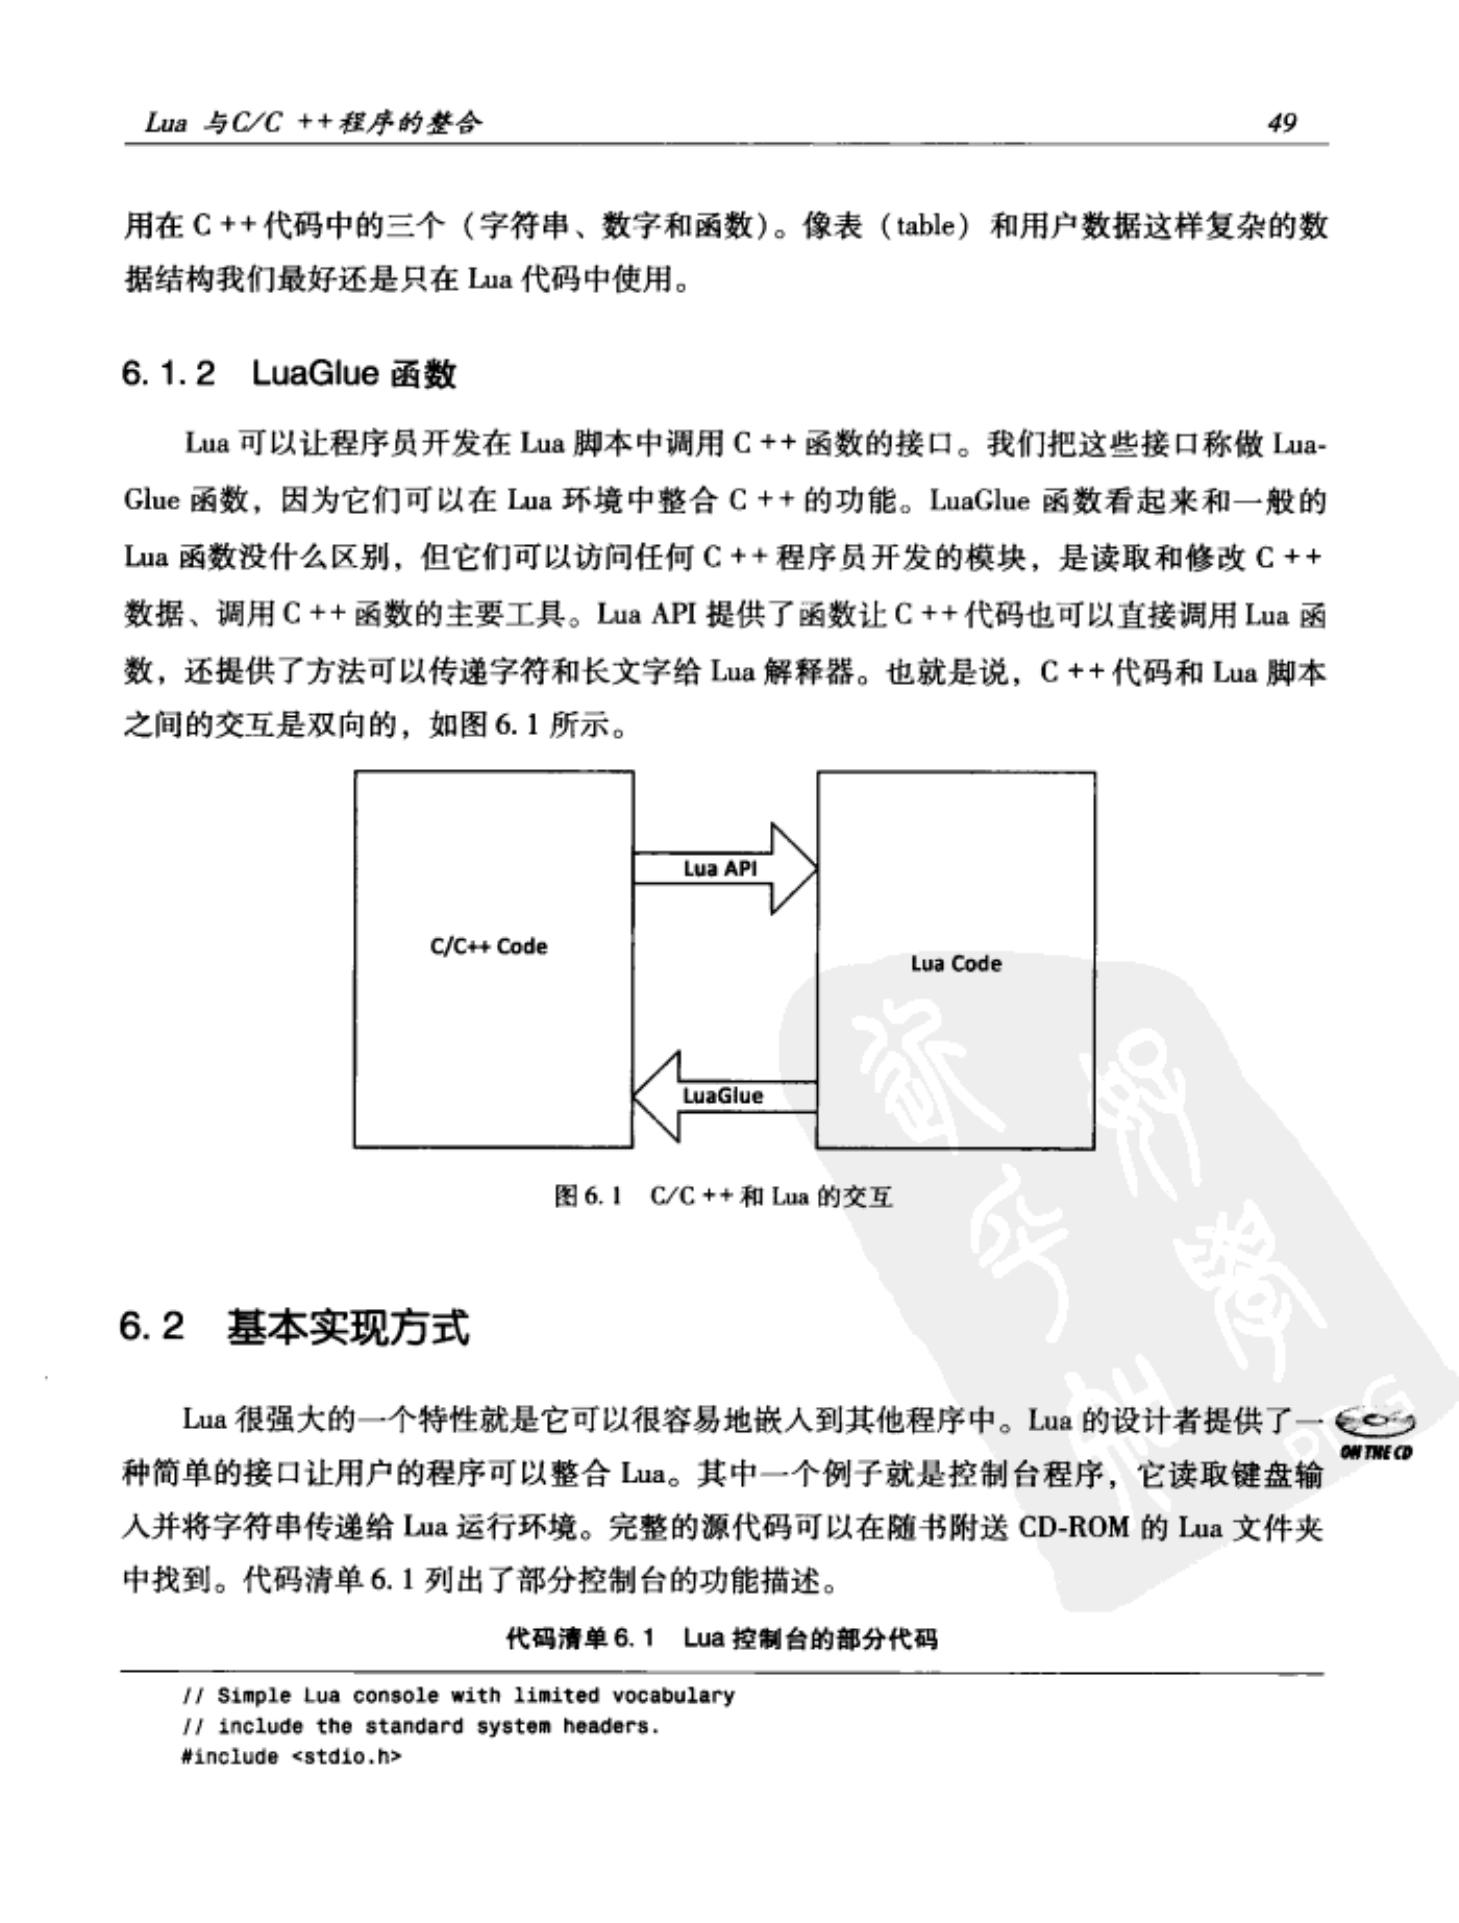 Lua 与C/C ++程序的整合 49
用在 C ++代码中的三个（字符串、数字和函数）。像表（table）和用户数据这样复杂的数
据结构我们最好还是只在 Lua 代码中使用。
6. 1. 2 LuaGlue 函数
Lua 可以让程序员开发在 Lua 脚本中调用 C ++函数的接口。我们把这些接口称做 Lua-
Glue 函数，因为它们可以在 Lua 环境中整合 C ++的功能。LuaGlue 函数看起来和一般的
Lua 函数没什么区别，但它们可以访问任何 C ++程序员开发的模块，是读取和修改 C ++
数据、调用 C ++函数的主要工具。Lua API 提供了函数让 C ++代码也可以直接调用 Lua 函
数，还提供了方法可以传递字符和长文字给 Lua 解释器。也就是说，C ++代码和 Lua 脚本
之间的交互是双向的，如图 6. 1 所示。
Lua API
C/C++ Code
Lua Code
LuaGlue
图 6. 1 C/C ++和 Lua 的交互
6. 2 基本实现方式
Lua 很强大的一个特性就是它可以很容易地嵌入到其他程序中。Lua 的设计者提供了一
ON THE CD
种简单的接口让用户的程序可以整合 Lua。其中一个例子就是控制台程序，它读取键盘输
入并将字符串传递给 Lua 运行环境。完整的源代码可以在随书附送 CD-ROM 的 Lua 文件夹
中找到。代码清单 6. 1 列出了部分控制台的功能描述。
代码清单 6. 1 Lua 控制台的部分代码
// Simple Lua console with limited vocabulary
// include the standard system headers.
#include <stdio.h>